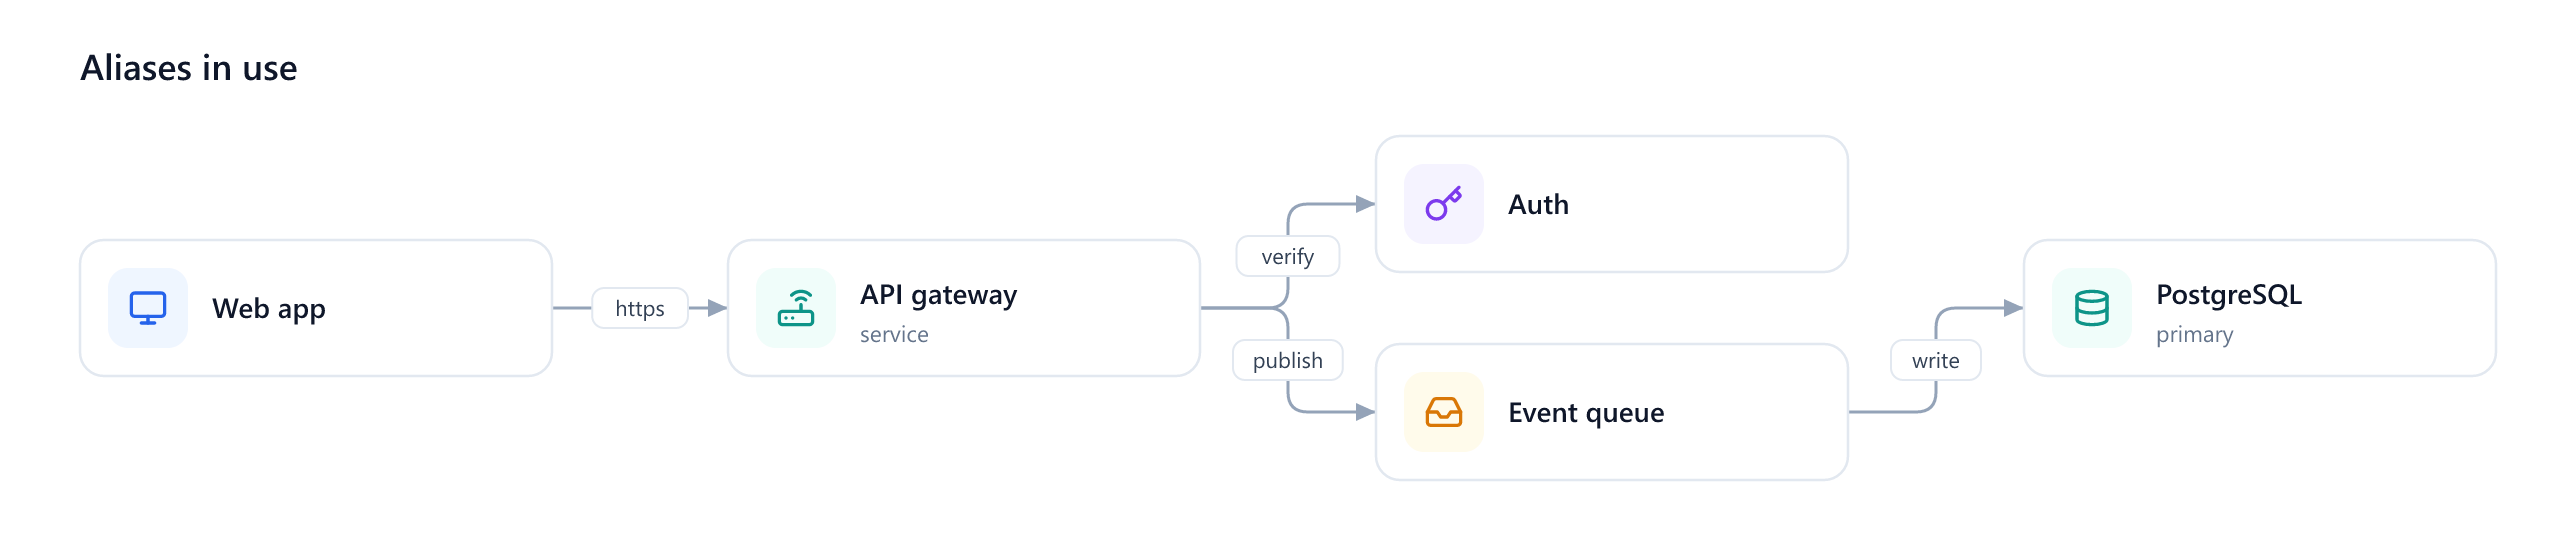 Aliases in use
Web app
https
API gateway
service
verify
publish
Auth
Event queue
write
PostgreSQL
primary